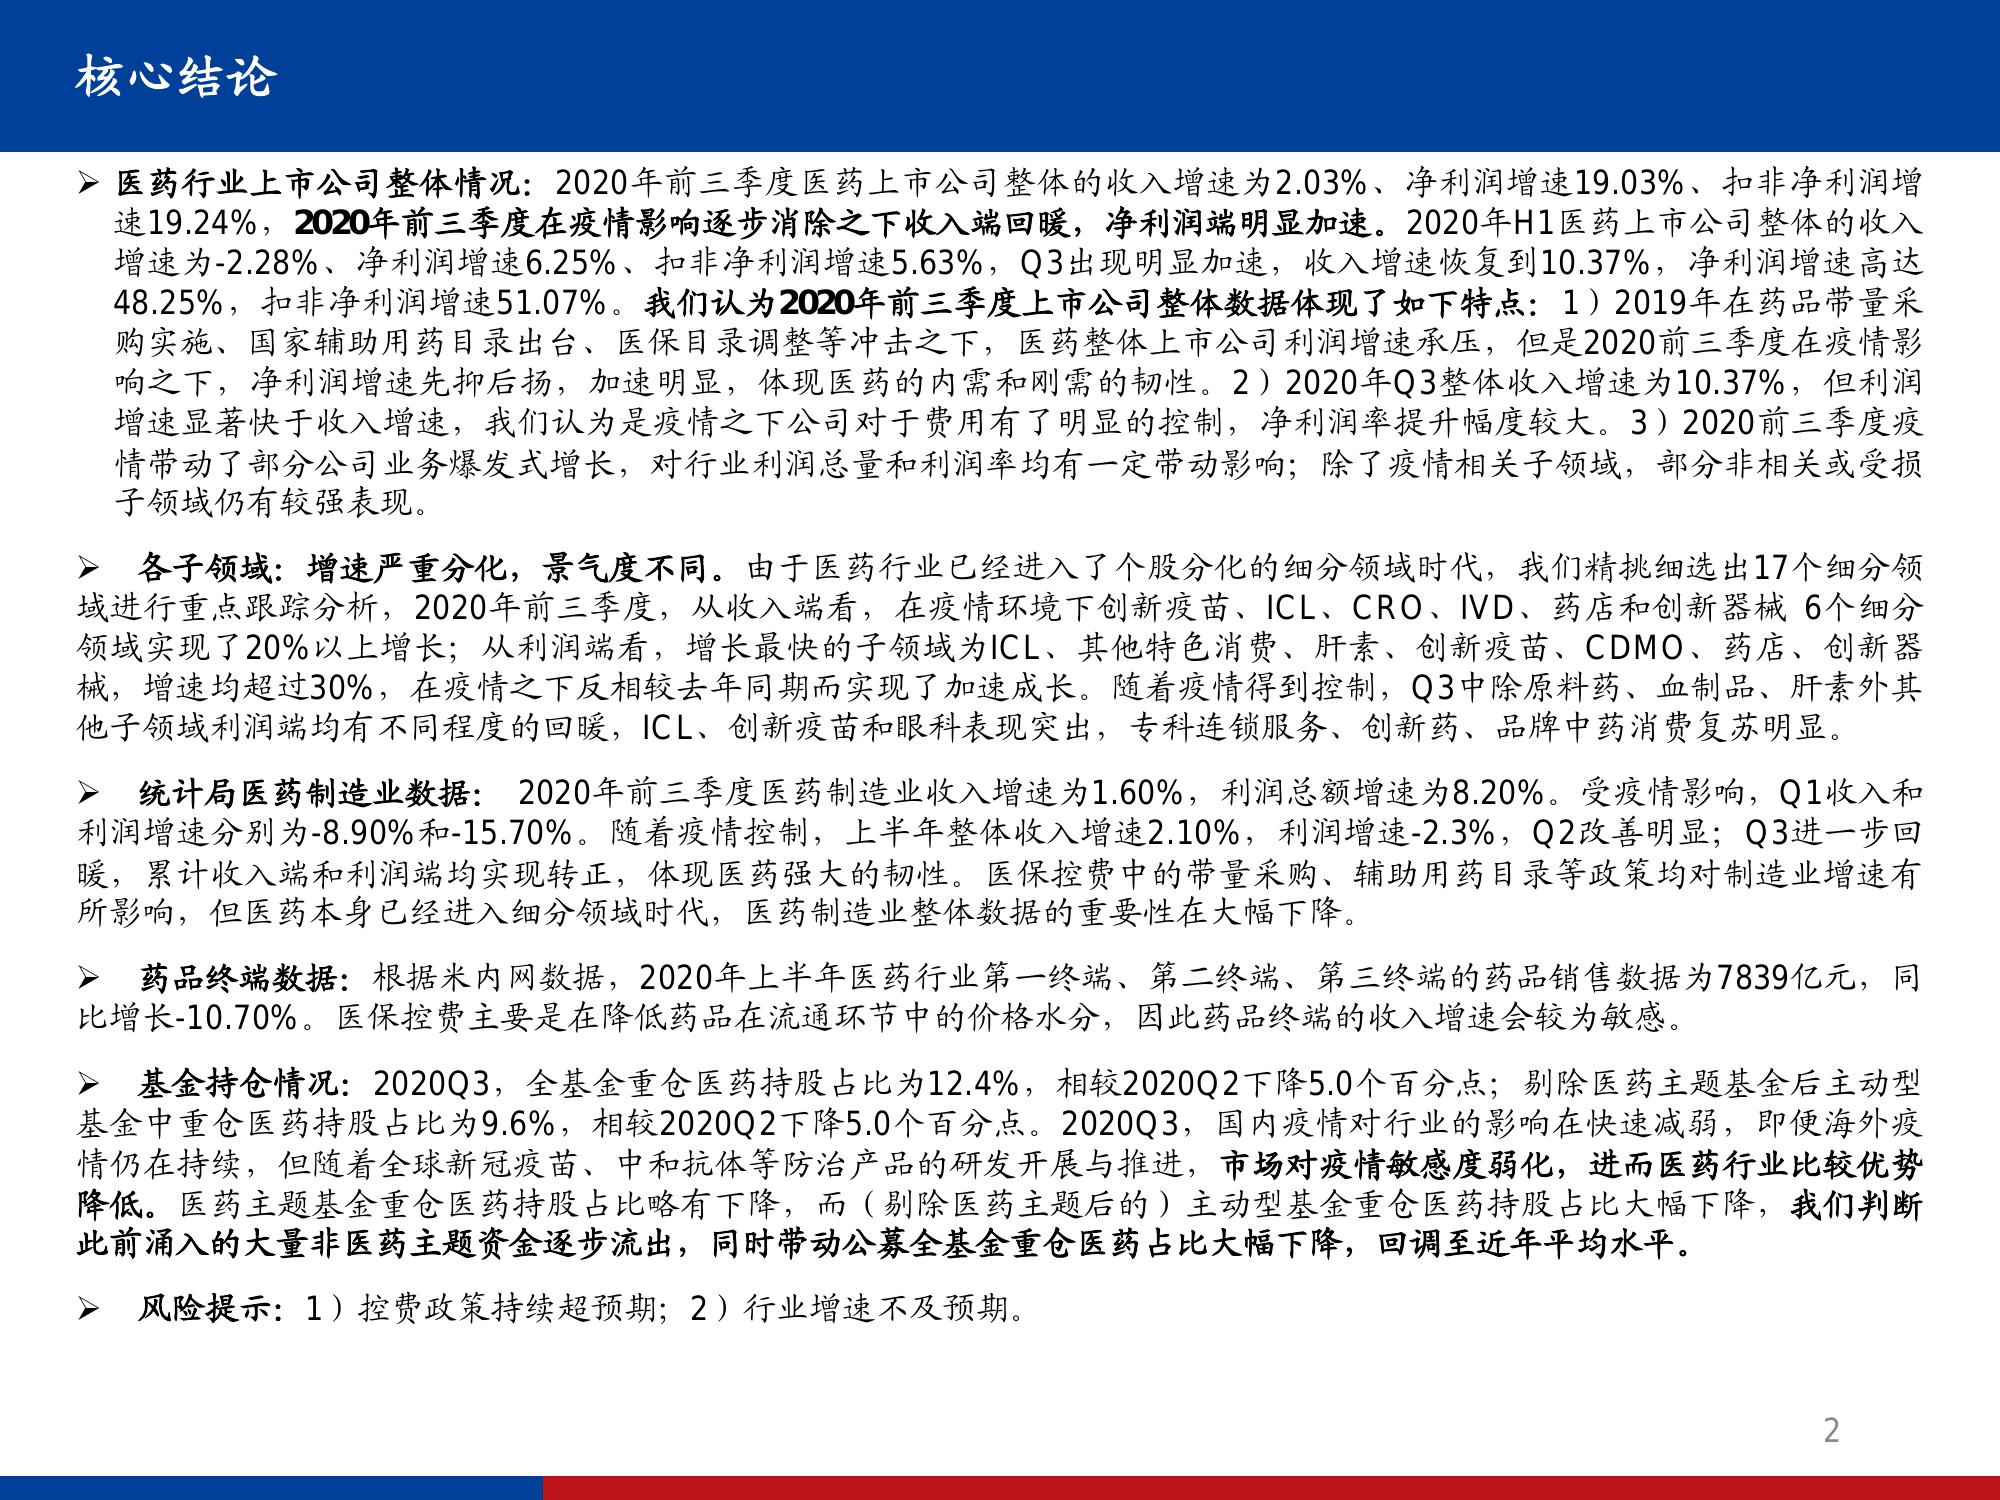 核心结论
➢ 医药行业上市公司整体情况：2020年前三季度医药上市公司整体的收入增速为2.03%、净利润增速19.03%、扣非净利润增
速19.24%，2020年前三季度在疫情影响逐步消除之下收入端回暖，净利润端明显加速。2020年H1医药上市公司整体的收入
增速为-2.28%、净利润增速6.25%、扣非净利润增速5.63%，Q3出现明显加速，收入增速恢复到10.37%，净利润增速高达
48.25%，扣非净利润增速51.07%。我们认为2020年前三季度上市公司整体数据体现了如下特点：1）2019年在药品带量采
购实施、国家辅助用药目录出台、医保目录调整等冲击之下，医药整体上市公司利润增速承压，但是2020前三季度在疫情影
响之下，净利润增速先抑后扬，加速明显，体现医药的内需和刚需的韧性。2）2020年Q3整体收入增速为10.37%，但利润
增速显著快于收入增速，我们认为是疫情之下公司对于费用有了明显的控制，净利润率提升幅度较大。3）2020前三季度疫
情带动了部分公司业务爆发式增长，对行业利润总量和利润率均有一定带动影响；除了疫情相关子领域，部分非相关或受损
子领域仍有较强表现。
➢ 各子领域：增速严重分化，景气度不同。由于医药行业已经进入了个股分化的细分领域时代，我们精挑细选出17个细分领
域进行重点跟踪分析，2020年前三季度，从收入端看，在疫情环境下创新疫苗、ICL、CRO、IVD、药店和创新器械 6个细分
领域实现了20%以上增长；从利润端看，增长最快的子领域为ICL、其他特色消费、肝素、创新疫苗、CDMO、药店、创新器
械，增速均超过30%，在疫情之下反相较去年同期而实现了加速成长。随着疫情得到控制，Q3中除原料药、血制品、肝素外其
他子领域利润端均有不同程度的回暖，ICL、创新疫苗和眼科表现突出，专科连锁服务、创新药、品牌中药消费复苏明显。
➢ 统计局医药制造业数据： 2020年前三季度医药制造业收入增速为1.60%，利润总额增速为8.20%。受疫情影响，Q1收入和
利润增速分别为-8.90%和-15.70%。随着疫情控制，上半年整体收入增速2.10%，利润增速-2.3%，Q2改善明显；Q3进一步回
暖，累计收入端和利润端均实现转正，体现医药强大的韧性。医保控费中的带量采购、辅助用药目录等政策均对制造业增速有
所影响，但医药本身已经进入细分领域时代，医药制造业整体数据的重要性在大幅下降。
➢ 药品终端数据：根据米内网数据，2020年上半年医药行业第一终端、第二终端、第三终端的药品销售数据为7839亿元，同
比增长-10.70%。医保控费主要是在降低药品在流通环节中的价格水分，因此药品终端的收入增速会较为敏感。
➢ 基金持仓情况：2020Q3，全基金重仓医药持股占比为12.4%，相较2020Q2下降5.0个百分点；剔除医药主题基金后主动型
基金中重仓医药持股占比为9.6%，相较2020Q2下降5.0个百分点。2020Q3，国内疫情对行业的影响在快速减弱，即便海外疫
情仍在持续，但随着全球新冠疫苗、中和抗体等防治产品的研发开展与推进，市场对疫情敏感度弱化，进而医药行业比较优势
降低。医药主题基金重仓医药持股占比略有下降，而（剔除医药主题后的）主动型基金重仓医药持股占比大幅下降，我们判断
此前涌入的大量非医药主题资金逐步流出，同时带动公募全基金重仓医药占比大幅下降，回调至近年平均水平。
➢ 风险提示：1）控费政策持续超预期；2）行业增速不及预期。
2